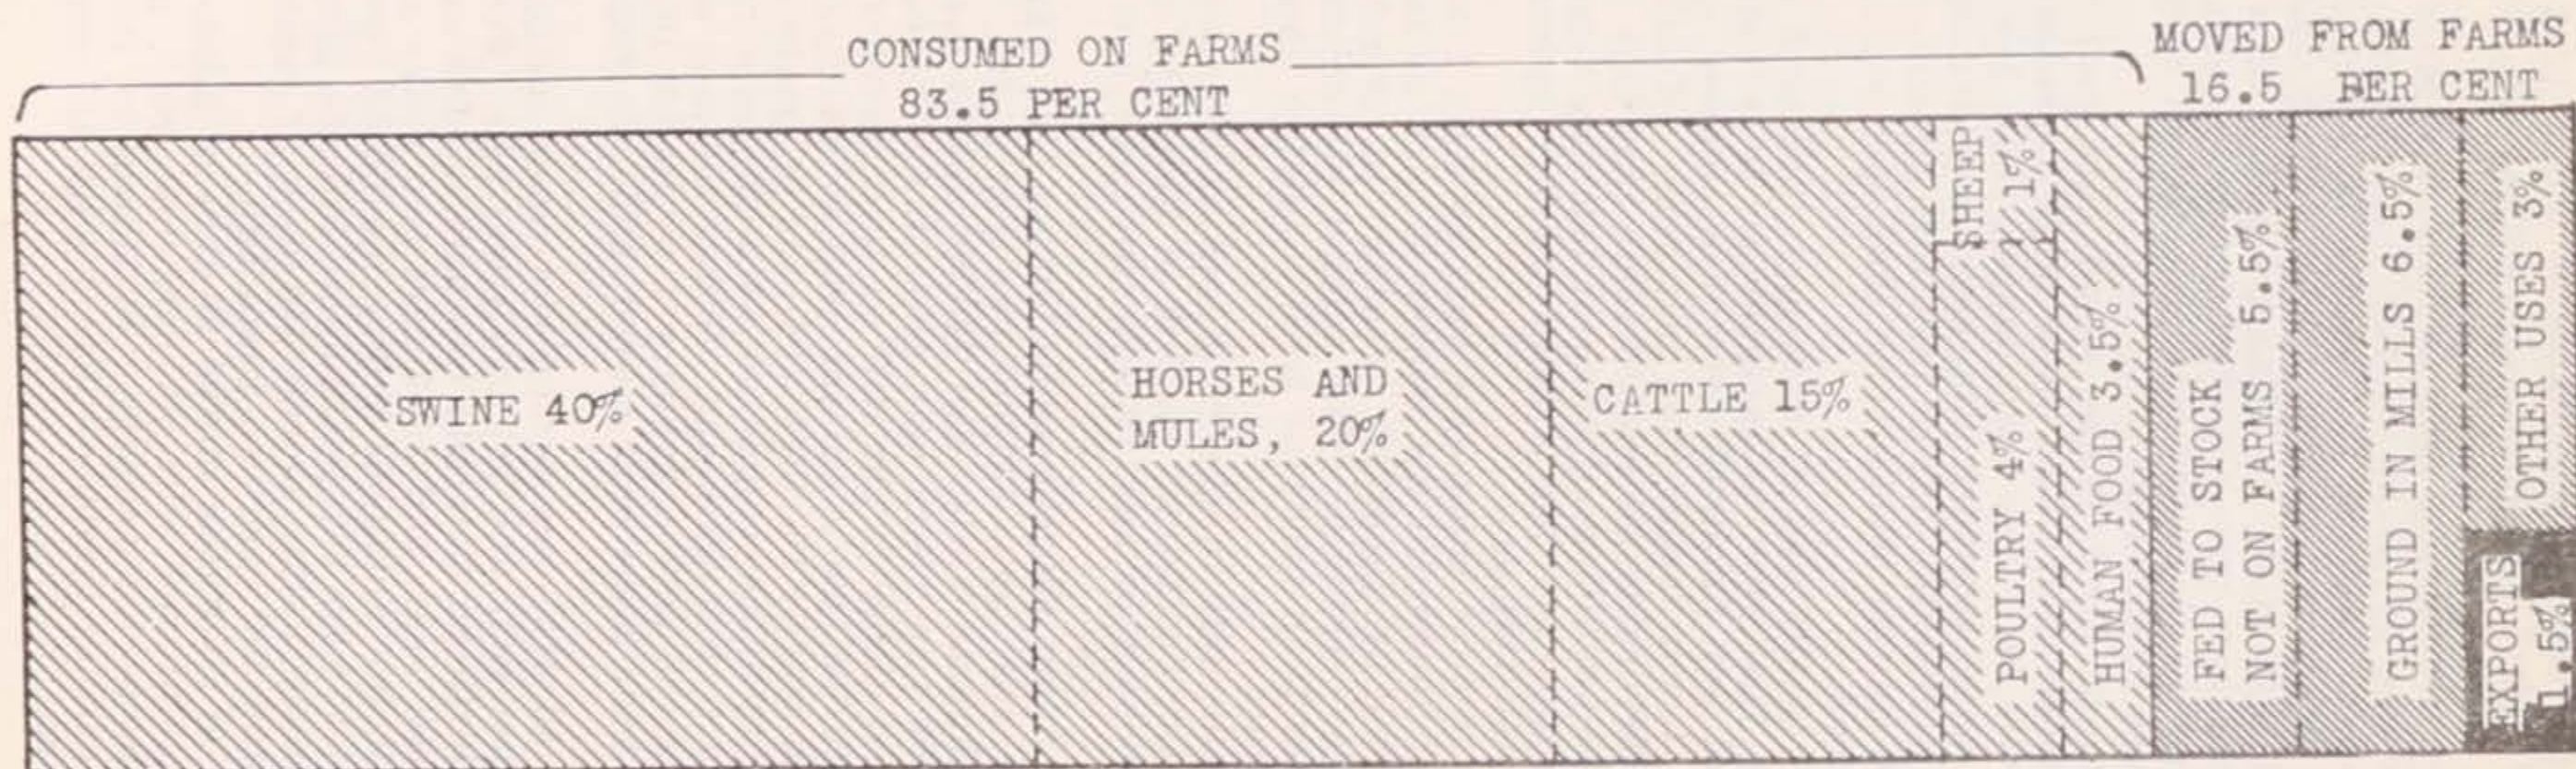 CONSUMED ON FARMS
83.5 PER CENT
MOVED FROM FARMS
16.5 PER CENT
SWINE 40%
HORSES AND
MULES, 20%
CATTLE 15%
SHEEP
1%
POULTRY 4%
HUMAN FOOD 3.5%
FED TO STOCK
NOT ON FARMS 5.5%
GROUND IN MILLS 6.5%
OTHER USES 3%
EXPORTS
1.5%